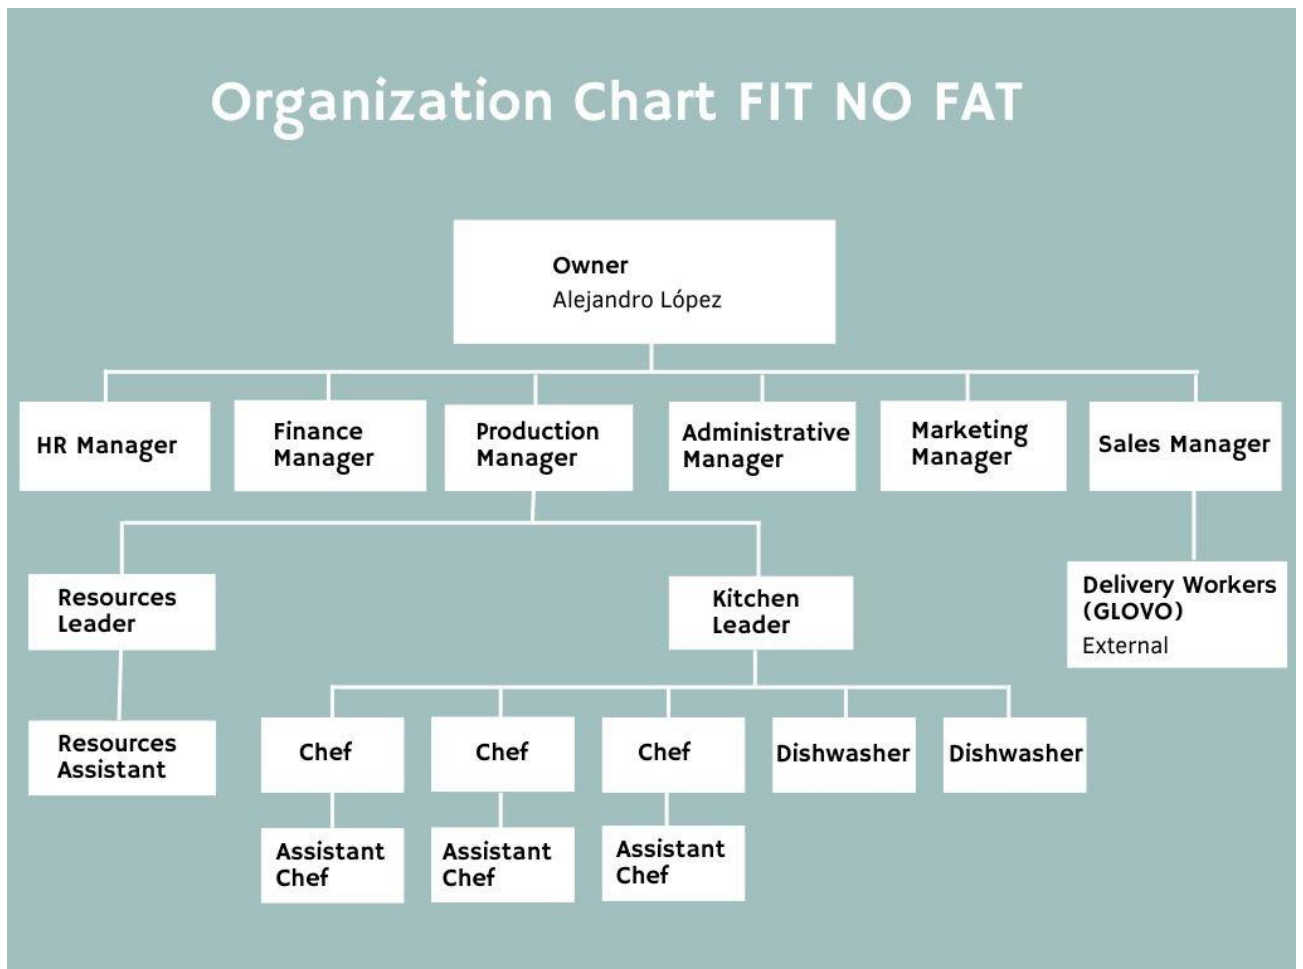 Organization Chart FIT NO FAT
Owner
Alejandro López
HR Manager
Finance
Manager
Production
Manager
Administrative
Manager
Marketing
Manager
Sales Manager
Resources
Leader
Kitchen
Leader
Delivery Workers
(GLOVO)
External
Resources
Assistant
Chef
Chef
Chef
Dishwasher
Dishwasher
Assistant
Chef
Assistant
Chef
Assistant
Chef